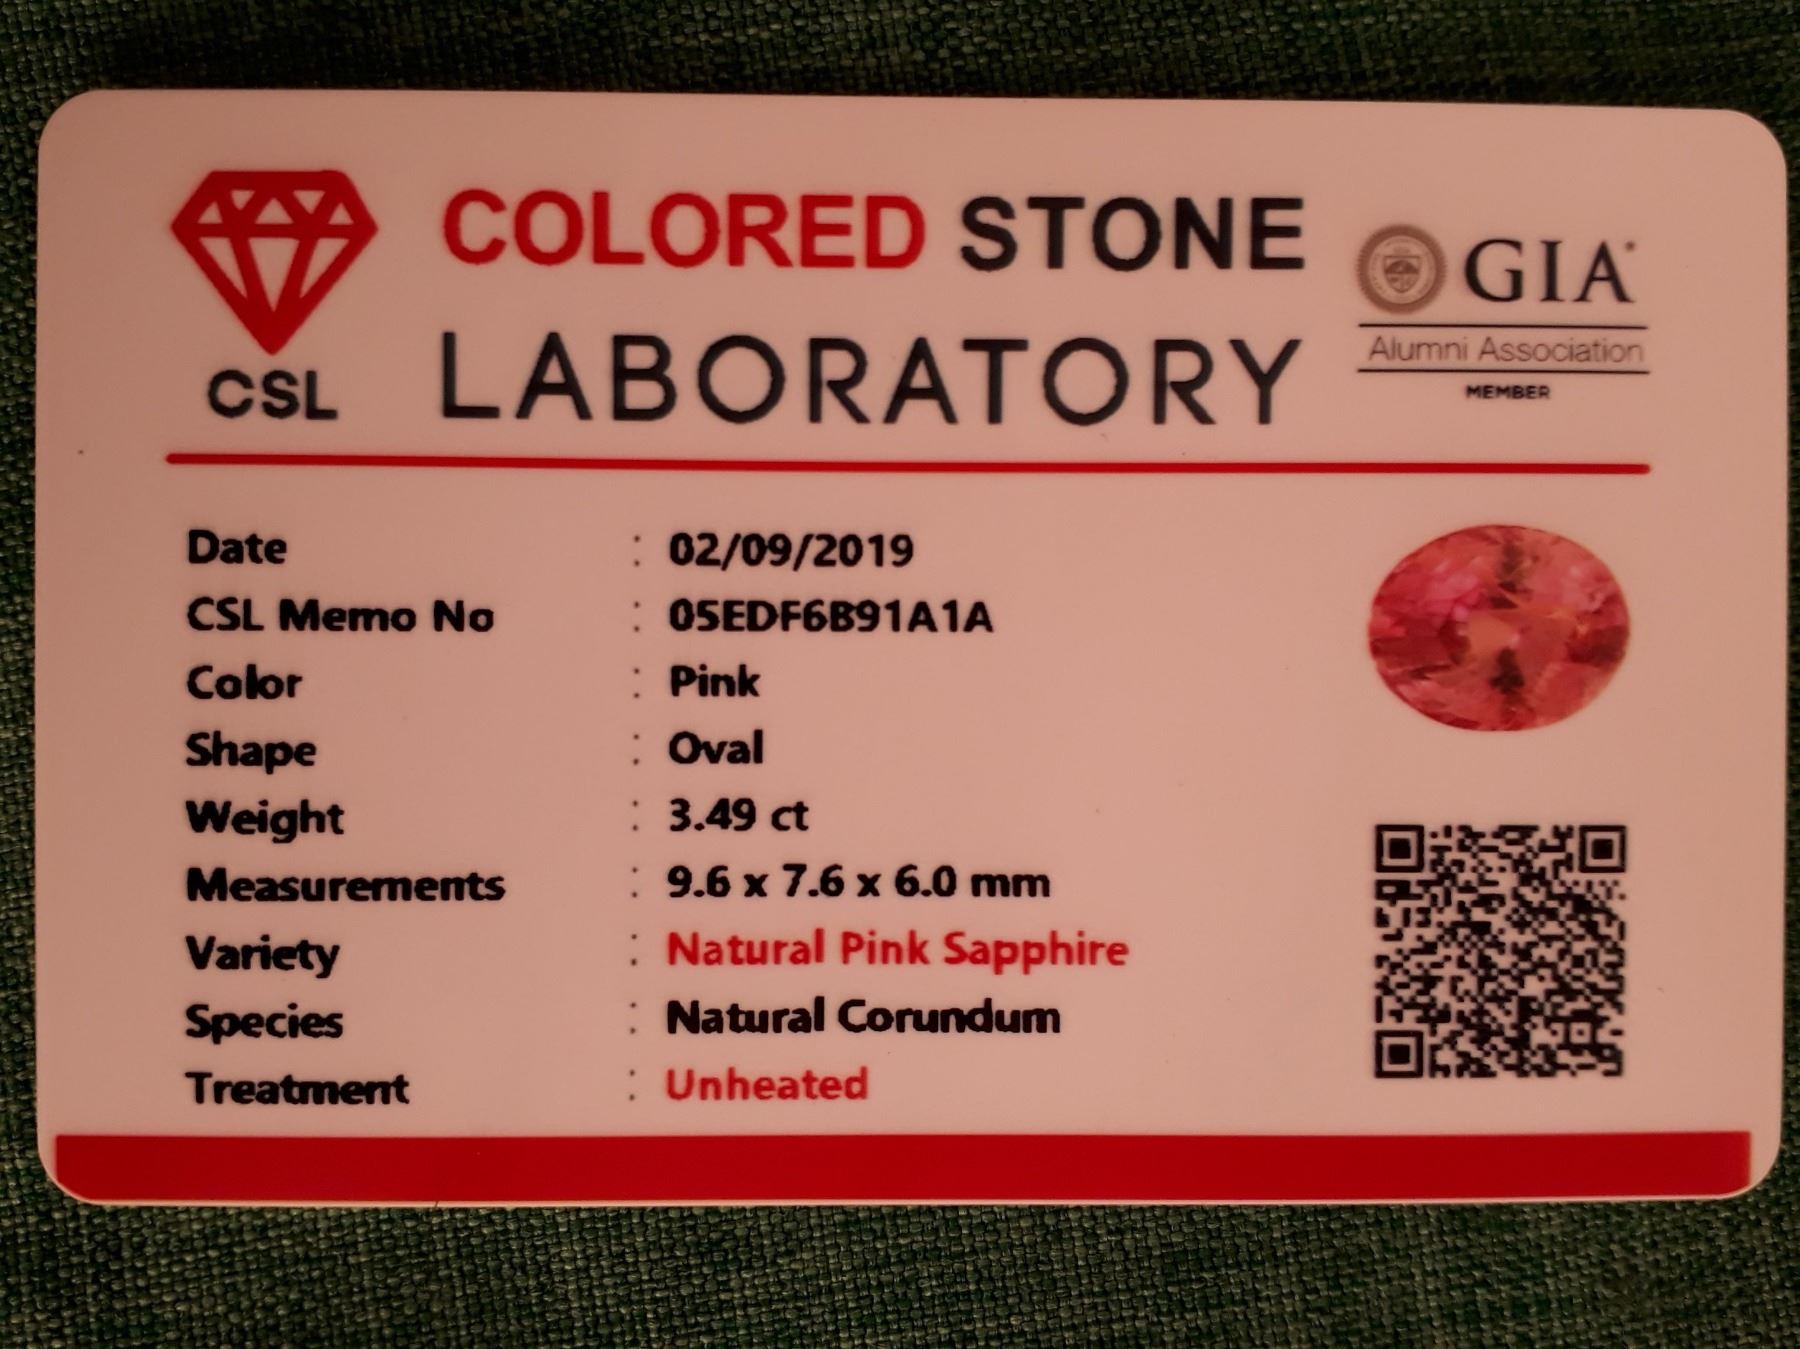 COLORED STONE
LABORATORY
CSL
GIA
Alumni Association
MEMBER
Date : 02/09/2019
CSL Memo No : 05EDF6B91A1A
Color : Pink
Shape : Oval
Weight : 3.49 ct
Measurements : 9.6 x 7.6 x 6.0 mm
Variety : Natural Pink Sapphire
Species : Natural Corundum
Treatment : Unheated